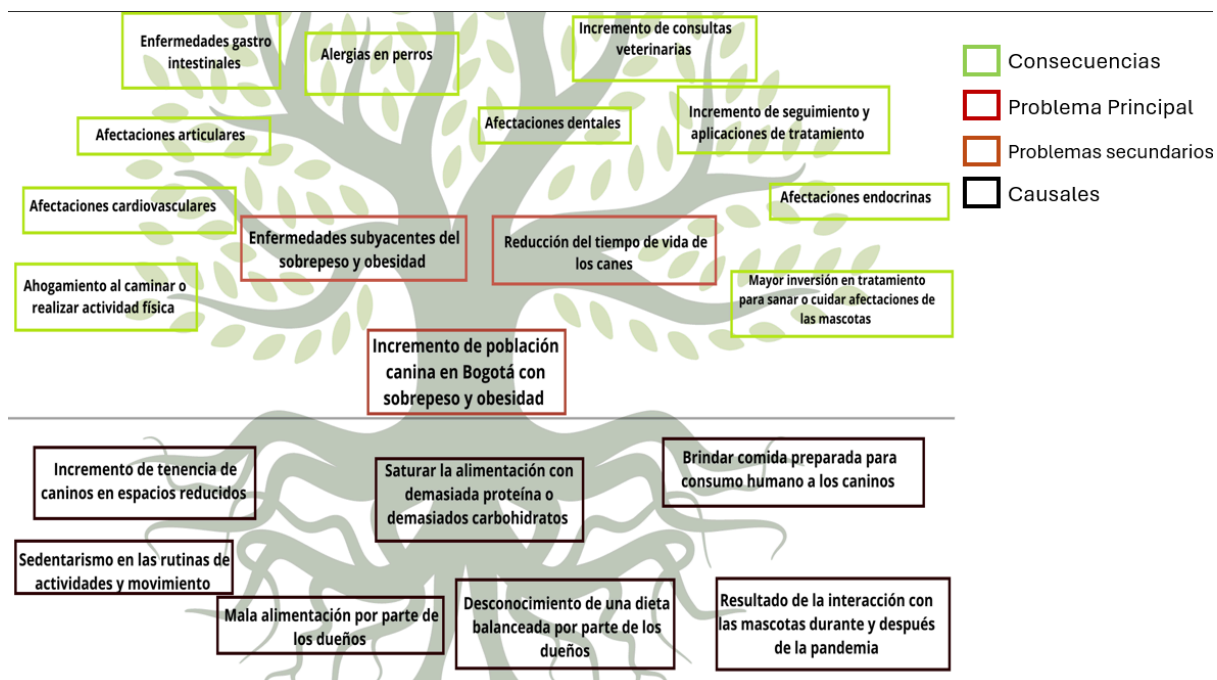 Enfermedades gastro
intestinales
Alergias en perros
Incremento de consultas
veterinarias
Afectaciones articulares
Afectaciones dentales
Incremento de seguimiento y
aplicaciones de tratamiento
Afectaciones cardiovasculares
Enfermedades subyacentes del
sobrepeso y obesidad
Reducción del tiempo de vida de
los canes
Afectaciones endocrinas
Ahogamiento al caminar o
realizar actividad física
Mayor inversión en tratamiento
para sanar o cuidar afectaciones de
las mascotas
Incremento de población
canina en Bogotá con
sobrepeso y obesidad
Incremento de tenencia de
caninos en espacios reducidos
Saturar la alimentación con
demasiada proteína o
demasiados carbohidratos
Brindar comida preparada para
consumo humano a los caninos
Sedentarismo en las rutinas de
actividades y movimiento
Mala alimentación por parte de
los dueños
Desconocimiento de una dieta
balanceada por parte de los
dueños
Resultado de la interacción con
las mascotas durante y después
de la pandemia
Consecuencias
Problema Principal
Problemas secundarios
Causales